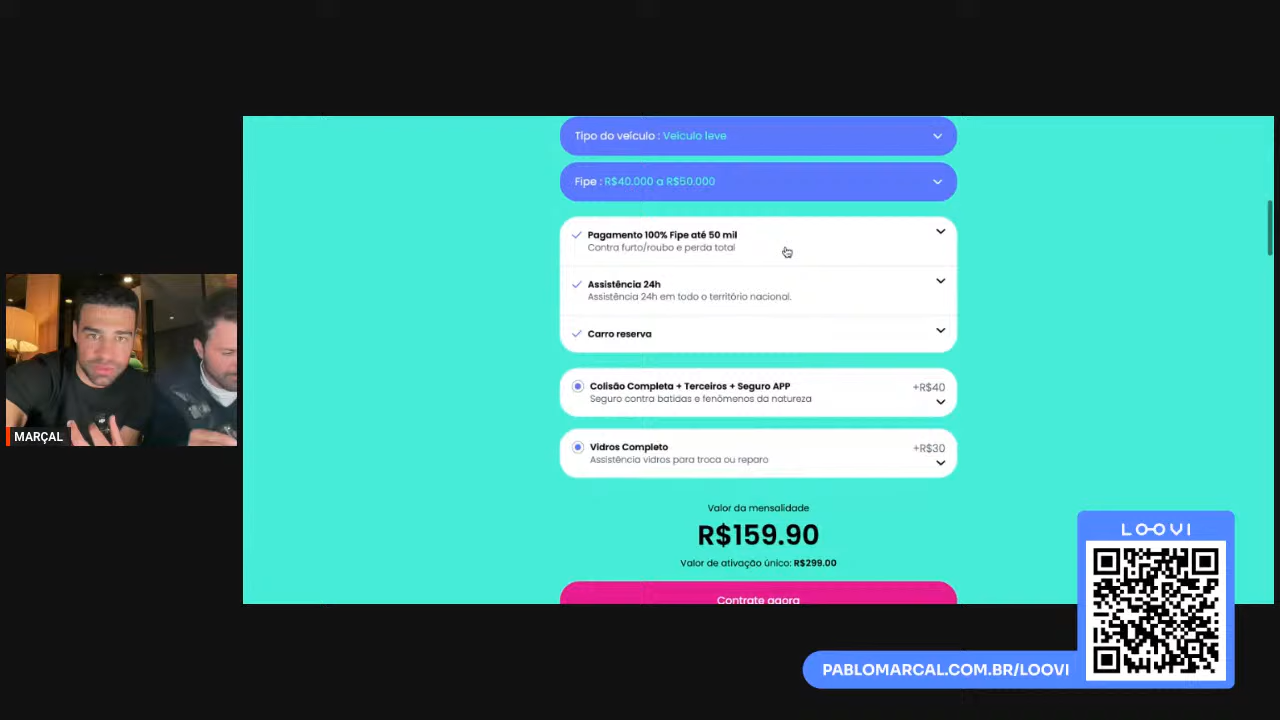 Tipo do veículo : Veículo leve
Fipe : R$40.000 a R$50.000
Pagamento 100% Fipe até 50 mil
Contra furto/roubo e perda total
Assistência 24h
Assistência 24h em todo o território nacional.
Carro reserva
Colisão Completa + Terceiros + Seguro APP
+R$40
Seguro contra batidas e fenômenos da natureza
Vidros Completo
+R$30
Assistência vidros para troca ou reparo
Valor da mensalidade
R$159.90
Valor de ativação único: R$299.00
Contrate agora
MARÇAL
LOOVI
PABLOMARCAL.COM.BR/LOOVI